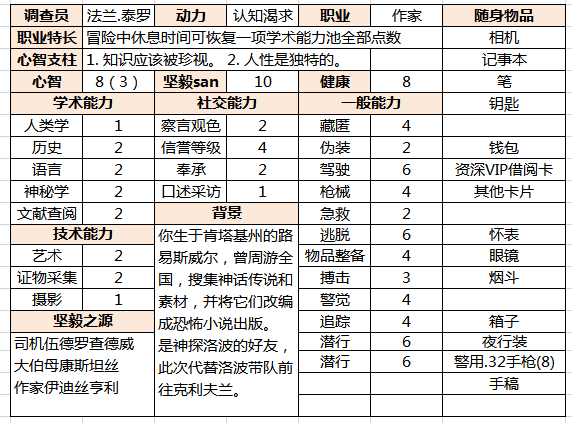 调查员 法兰.泰罗 动力 认知渴求 职业 作家 随身物品
职业特长 冒险中休息时间可恢复一项学术能力池全部点数 相机
心智支柱 1. 知识应该被珍视。 2. 人性是独特的。 记事本
心智 8（3） 坚毅san 10 健康 8 笔
学术能力 社交能力 一般能力 钥匙
人类学 1 察言观色 2 藏匿 4
历史 2 信誉等级 4 伪装 2 钱包
语言 2 奉承 2 驾驶 6 资深VIP借阅卡
神秘学 2 口述采访 1 枪械 4 其他卡片
文献查阅 2 背景 急救 2
技术能力 你生于肯塔基州的路 逃脱 6 怀表
艺术 2 易斯威尔，曾周游全 物品整备 4 眼镜
证物采集 2 国，搜集神话传说和 搏击 3 烟斗
摄影 1 素材，并将它们改编 警觉 4
坚毅之源 成恐怖小说出版。 追踪 4 箱子
司机伍德罗查德威 是神探洛波的好友， 潜行 6 夜行装
大伯母康斯坦丝 此次代替洛波带队前 潜行 6 警用.32手枪(8)
作家伊迪丝亨利 往克利夫兰。 手稿